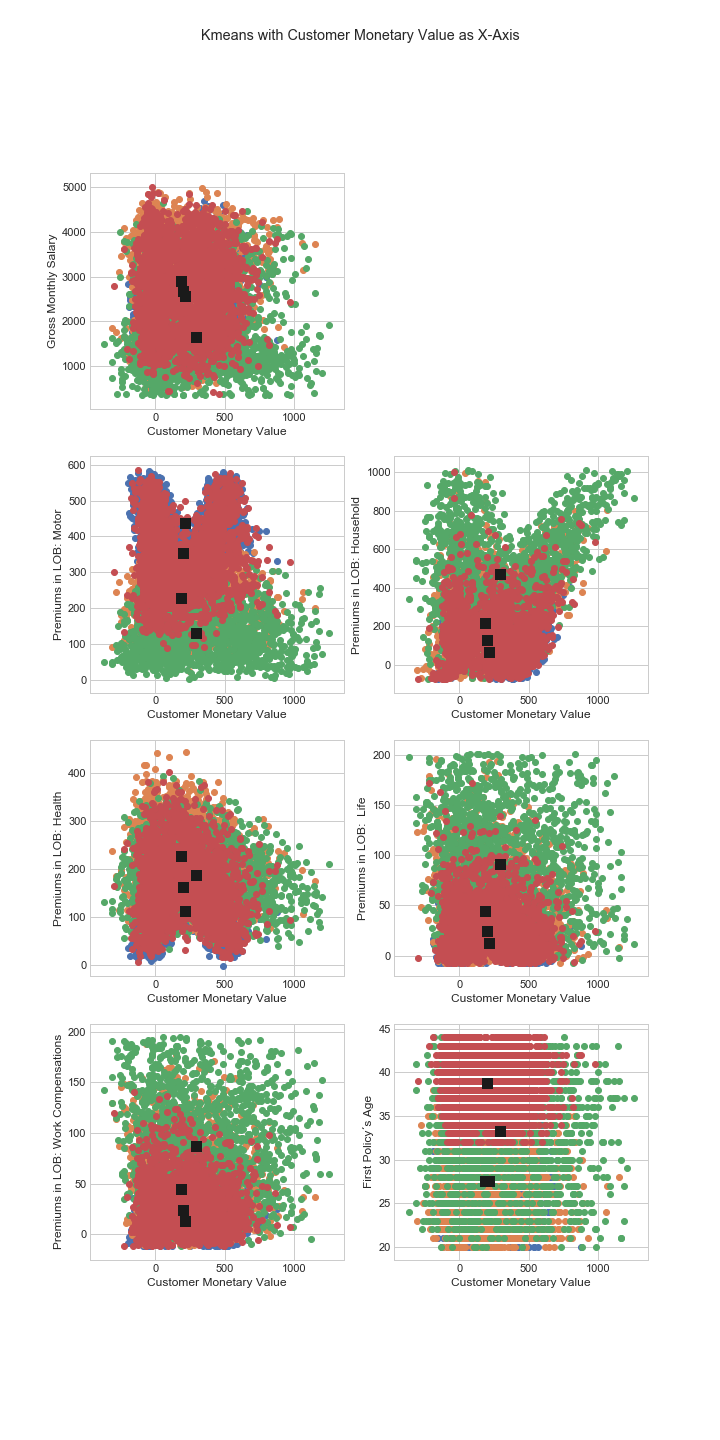 Kmeans with Customer Monetary Value as X-Axis
Gross Monthly Salary
5000
4000
3000
2000
1000
0 500 1000
Customer Monetary Value
Premiums in LOB: Motor
600
500
400
300
200
100
0
0 500 1000
Customer Monetary Value
Premiums in LOB: Household
1000
800
600
400
200
0
0 500 1000
Customer Monetary Value
Premiums in LOB: Health
400
300
200
100
0
0 500 1000
Customer Monetary Value
Premiums in LOB:  Life
200
150
100
50
0
0 500 1000
Customer Monetary Value
Premiums in LOB: Work Compensations
200
150
100
50
0
0 500 1000
Customer Monetary Value
First Policy´s Age
45
40
35
30
25
20
0 500 1000
Customer Monetary Value